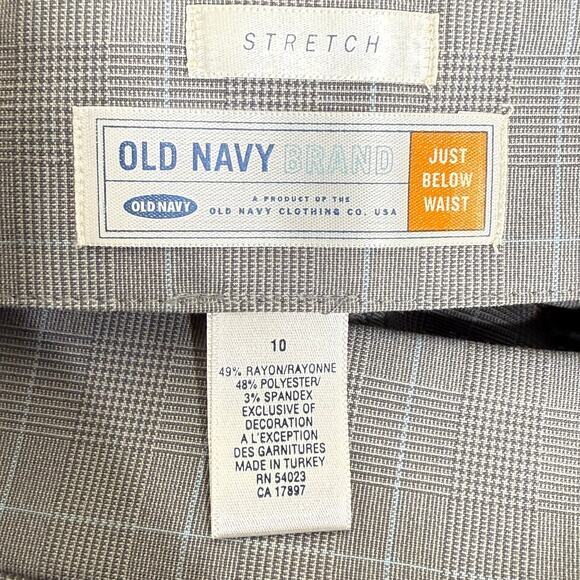 STRETCH
OLD NAVY BRAND
JUST
BELOW
WAIST
OLD NAVY
A PRODUCT OF THE
OLD NAVY CLOTHING CO. USA
10
49% RAYON/RAYONNE
48% POLYESTER/
3% SPANDEX
EXCLUSIVE OF
DECORATION
A L'EXCEPTION
DES GARNITURES
MADE IN TURKEY
RN 54023
CA 17897